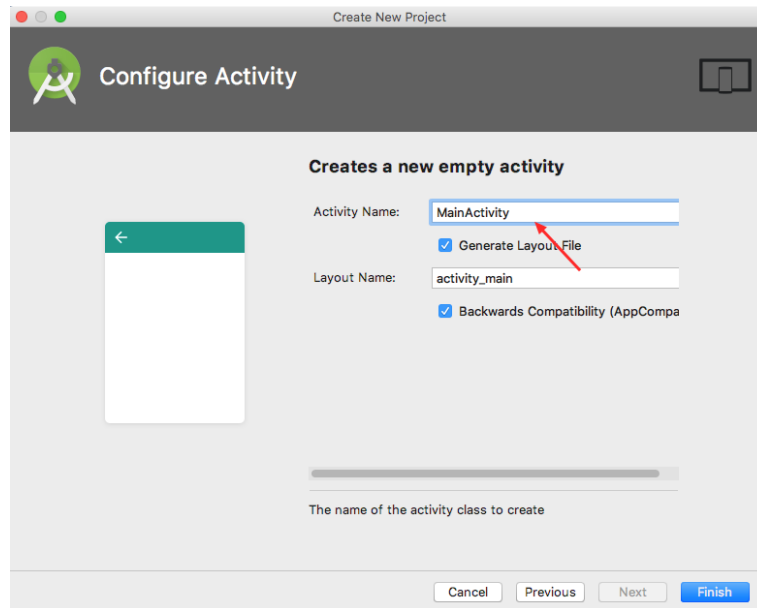 Create New Project
Configure Activity
Creates a new empty activity
Activity Name: MainActivity
Generate Layout File
Layout Name: activity_main
Backwards Compatibility (AppCompa
The name of the activity class to create
Cancel Previous Next Finish